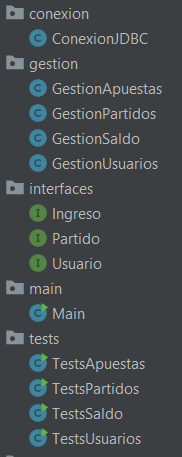 conexion
ConexionJDBC
gestion
GestionApuestas
GestionPartidos
GestionSaldo
GestionUsuarios
interfaces
Ingreso
Partido
Usuario
main
Main
tests
TestsApuestas
TestsPartidos
TestsSaldo
TestsUsuarios